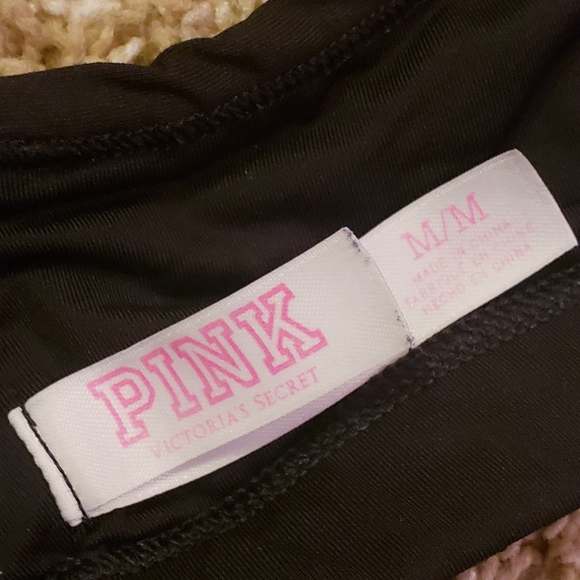 PINK
VICTORIA'S SECRET
M/M
MADE IN CHINA
FABRIQUÉ EN CHINE
HECHO EN CHINA